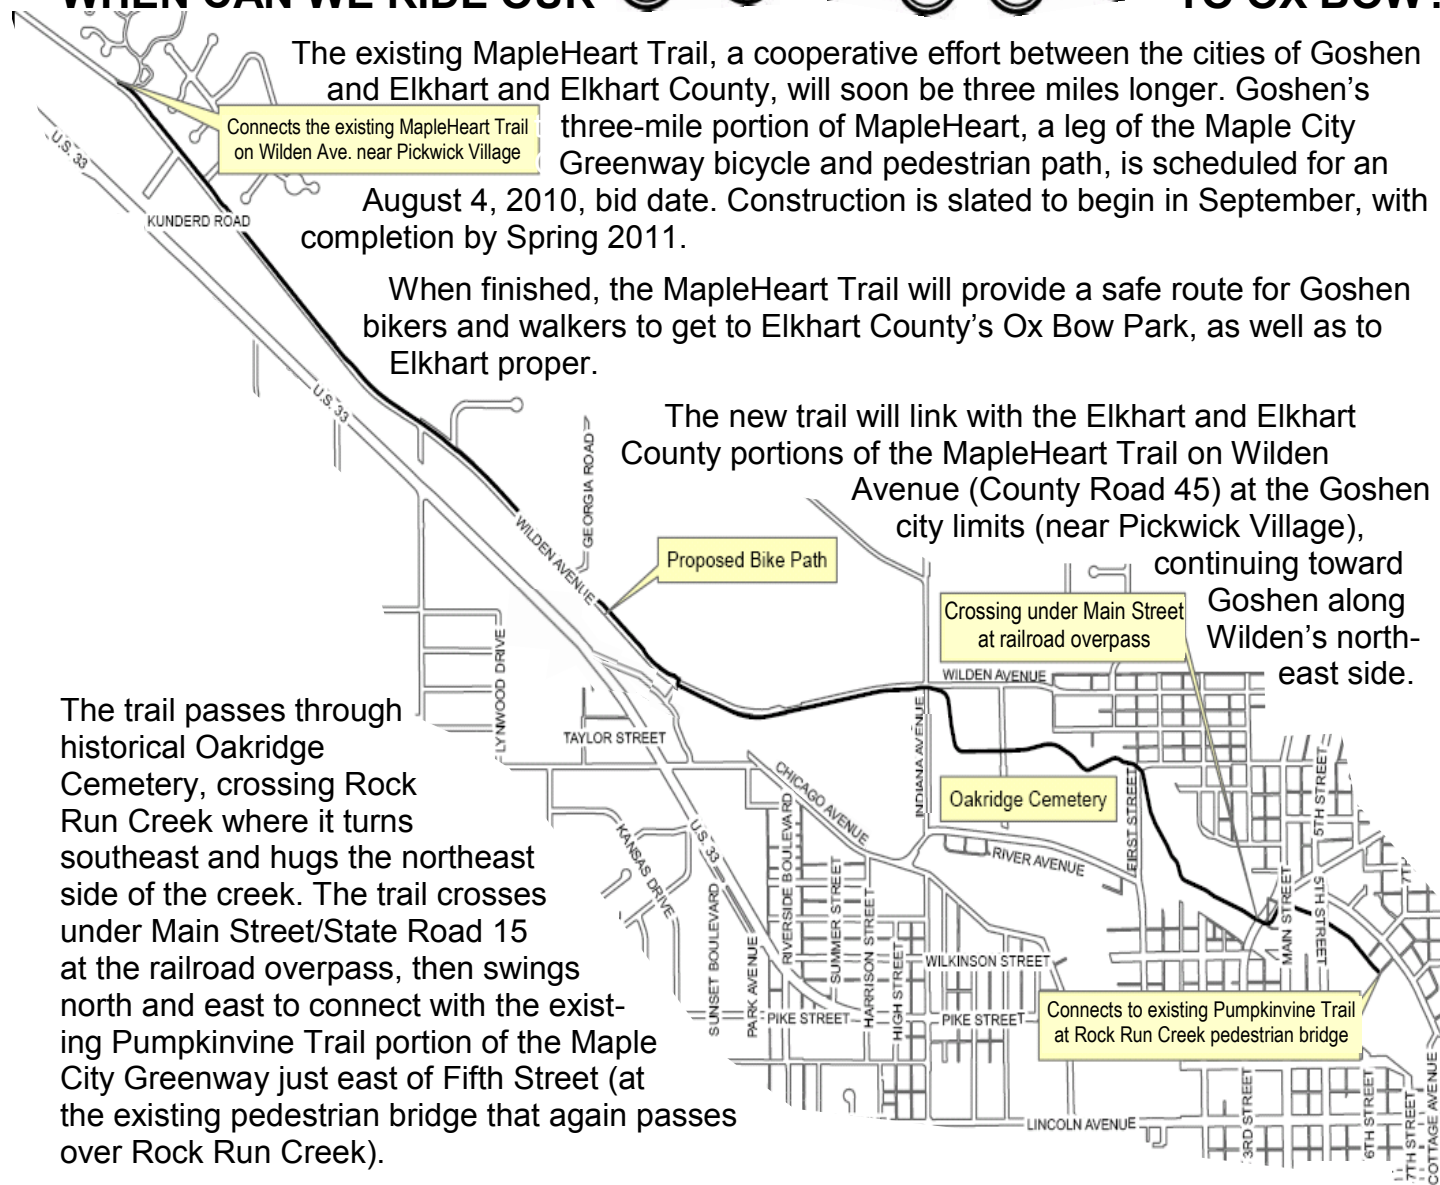 WHEN CAN WE RIDE OUR TO OX BOW?
The existing MapleHeart Trail, a cooperative effort between the cities of Goshen
and Elkhart and Elkhart County, will soon be three miles longer. Goshen's
three-mile portion of MapleHeart, a leg of the Maple City
Greenway bicycle and pedestrian path, is scheduled for an
August 4, 2010, bid date. Construction is slated to begin in September, with
completion by Spring 2011.
When finished, the MapleHeart Trail will provide a safe route for Goshen
bikers and walkers to get to Elkhart County's Ox Bow Park, as well as to
Elkhart proper.
The new trail will link with the Elkhart and Elkhart
County portions of the MapleHeart Trail on Wilden
Avenue (County Road 45) at the Goshen
city limits (near Pickwick Village),
continuing toward
Goshen along
Wilden's north-
east side.
The trail passes through
historical Oakridge
Cemetery, crossing Rock
Run Creek where it turns
southeast and hugs the northeast
side of the creek. The trail crosses
under Main Street/State Road 15
at the railroad overpass, then swings
north and east to connect with the exist-
ing Pumpkinvine Trail portion of the Maple
City Greenway just east of Fifth Street (at
the existing pedestrian bridge that again passes
over Rock Run Creek).
Connects the existing MapleHeart Trail
on Wilden Ave. near Pickwick Village
U.S. 33
KUNDERD ROAD
U.S. 33
GEORGIA ROAD
WILDEN AVENUE
Proposed Bike Path
Crossing under Main Street
at railroad overpass
LYNWOOD DRIVE
WILDEN AVENUE
TAYLOR STREET
CHICAGO AVENUE
INDIANA AVENUE
Oakridge Cemetery
FIRST STREET
5TH STREET
RIVER AVENUE
KANSAS DRIVE
U.S. 33
RIVERSIDE BOULEVARD
SUMMER STREET
HARRISON STREET
HIGH STREET
SUNSET BOULEVARD
PARK AVENUE
PIKE STREET
WILKINSON STREET
PIKE STREET
MAIN STREET
5TH STREET
7TH
Connects to existing Pumpkinvine Trail
at Rock Run Creek pedestrian bridge
LINCOLN AVENUE
3RD STREET
6TH STREET
7TH STREET
COTTAGE AVENUE